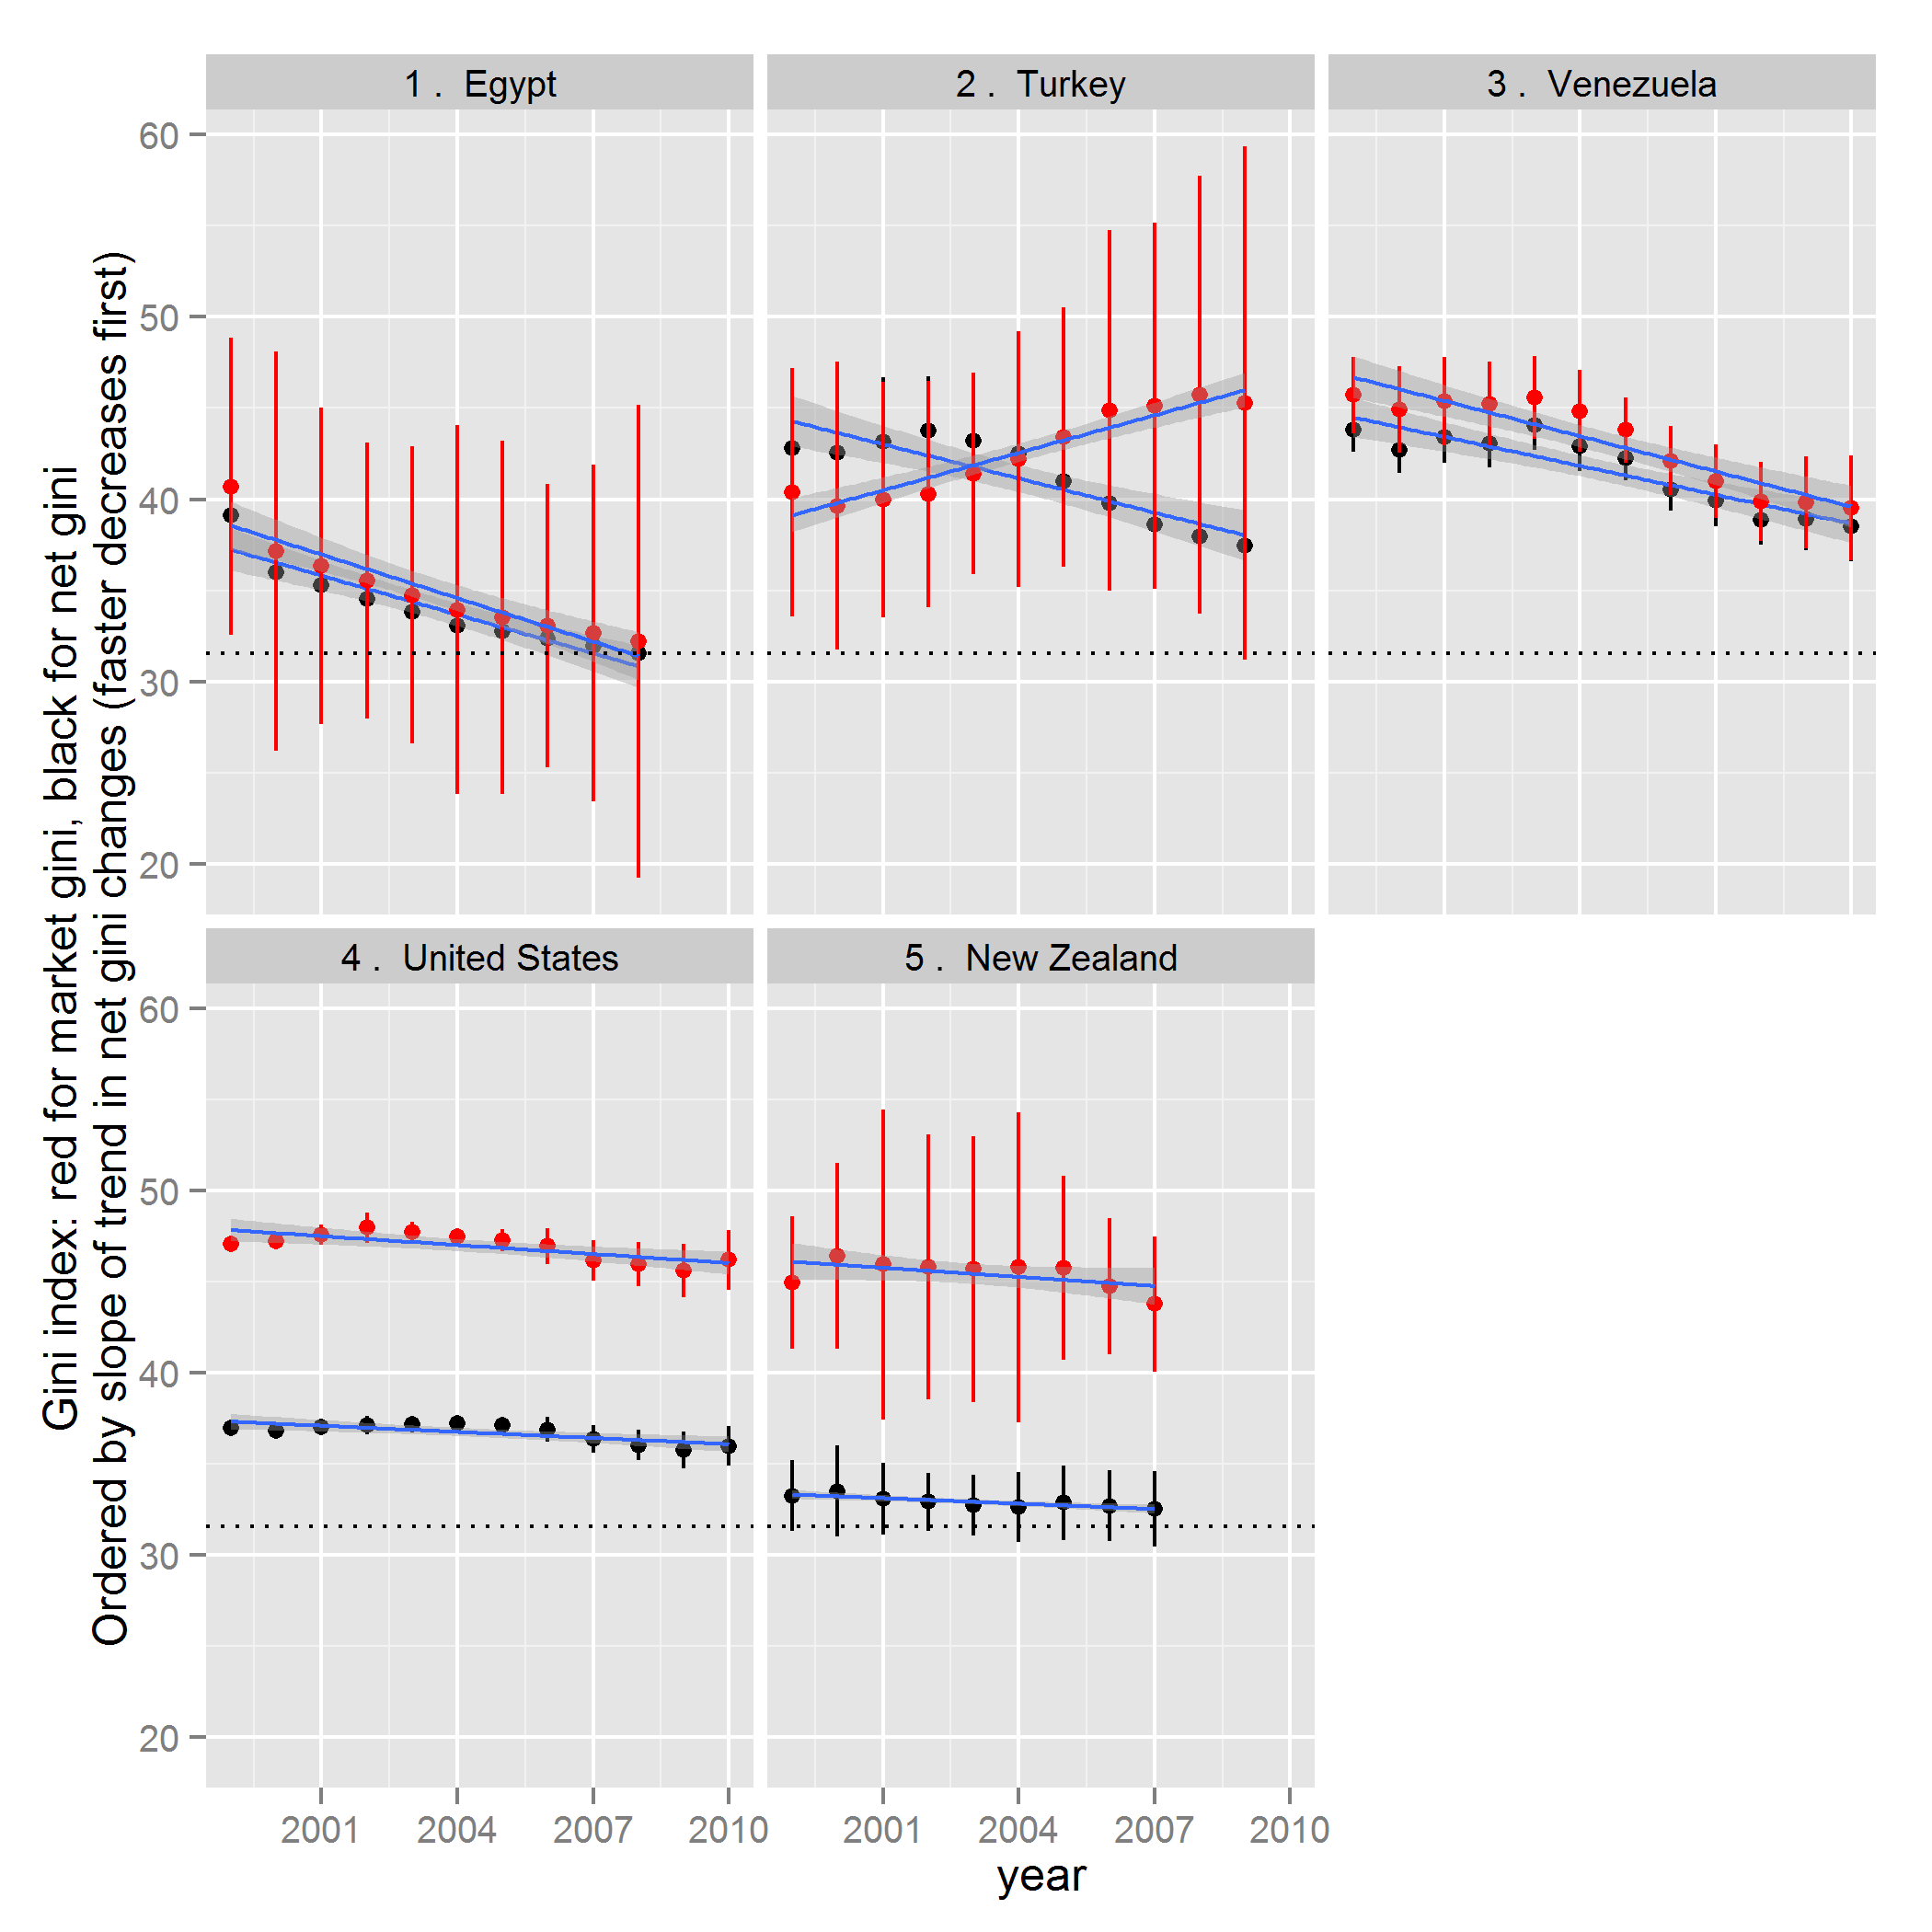 1 .  Egypt
2 .  Turkey
3 .  Venezuela
60
50
40
30
20
Gini index: red for market gini, black for net gini
Ordered by slope of trend in net gini changes (faster decreases first)
4 .  United States
5 .  New Zealand
60
50
40
30
20
2001 2004 2007 2010 2001 2004 2007 2010
year